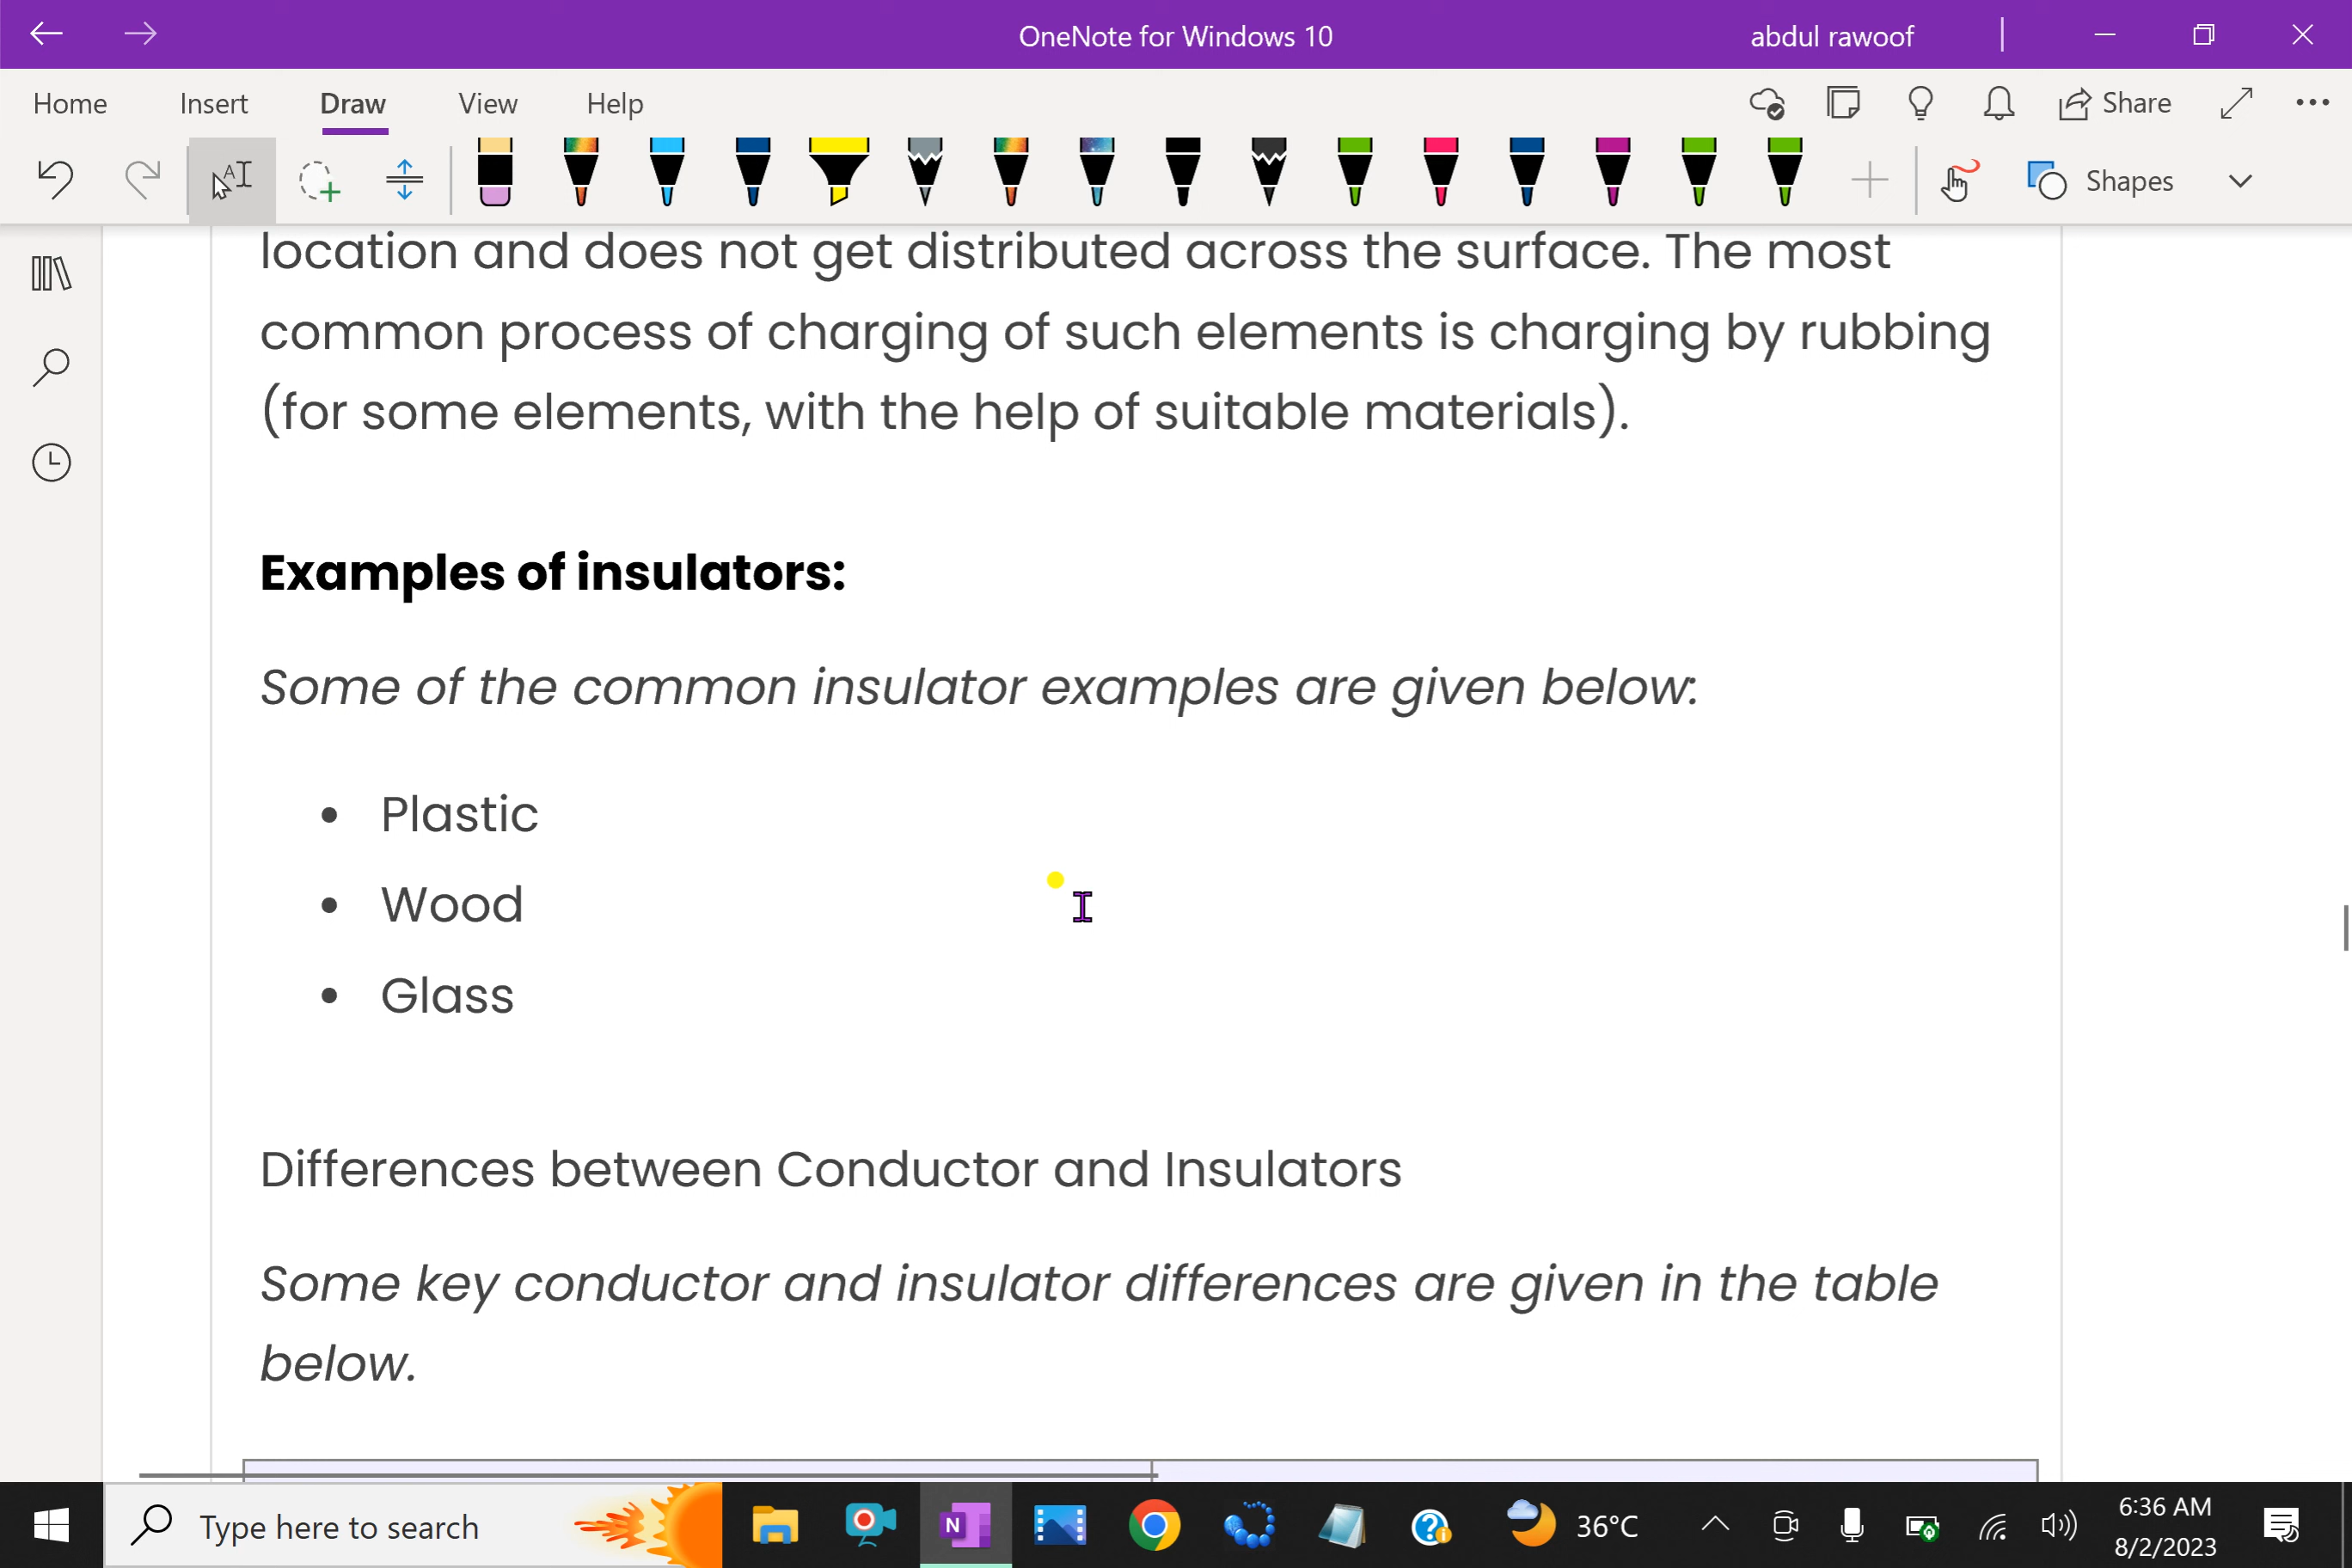 OneNote for Windows 10
abdul rawoof
Home Insert Draw View Help
Share
Shapes
location and does not get distributed across the surface. The most
common process of charging of such elements is charging by rubbing
(for some elements, with the help of suitable materials).
Examples of insulators:
Some of the common insulator examples are given below:
• Plastic
• Wood
• Glass
Differences between Conductor and Insulators
Some key conductor and insulator differences are given in the table
below.
Type here to search
N
36°C
6:36 AM
8/2/2023